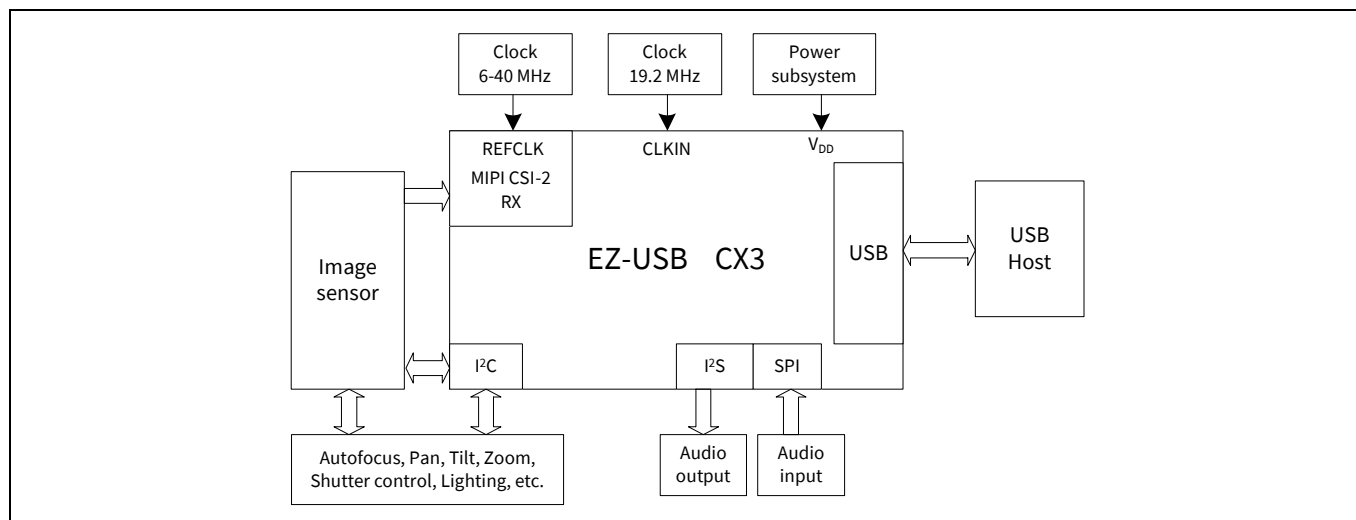 Clock
6-40 MHz
Clock
19.2 MHz
Power
subsystem
REFCLK
CLKIN
VDD
MIPI CSI-2
RX
Image
sensor
EZ-USB CX3
USB
USB
Host
I²C
I²S
SPI
Autofocus, Pan, Tilt, Zoom,
Shutter control, Lighting, etc.
Audio
output
Audio
input